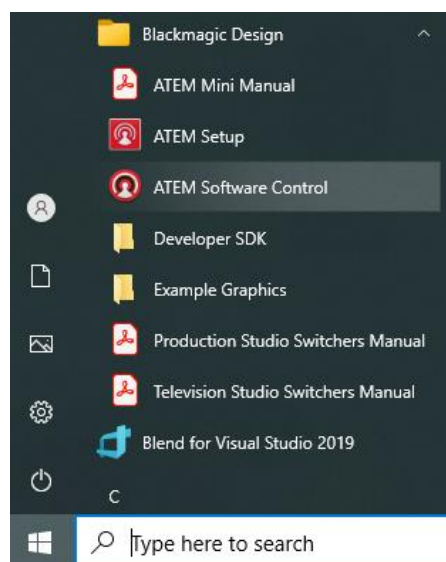 Blackmagic Design
ATEM Mini Manual
ATEM Setup
ATEM Software Control
Developer SDK
Example Graphics
Production Studio Switchers Manual
Television Studio Switchers Manual
Blend for Visual Studio 2019
C
Type here to search